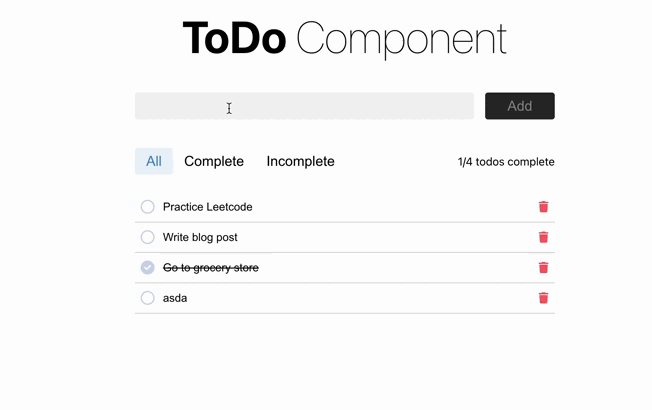 ToDo Component
Add
All Complete Incomplete 1/4 todos complete
Practice Leetcode
Write blog post
Go to grocery store
asda